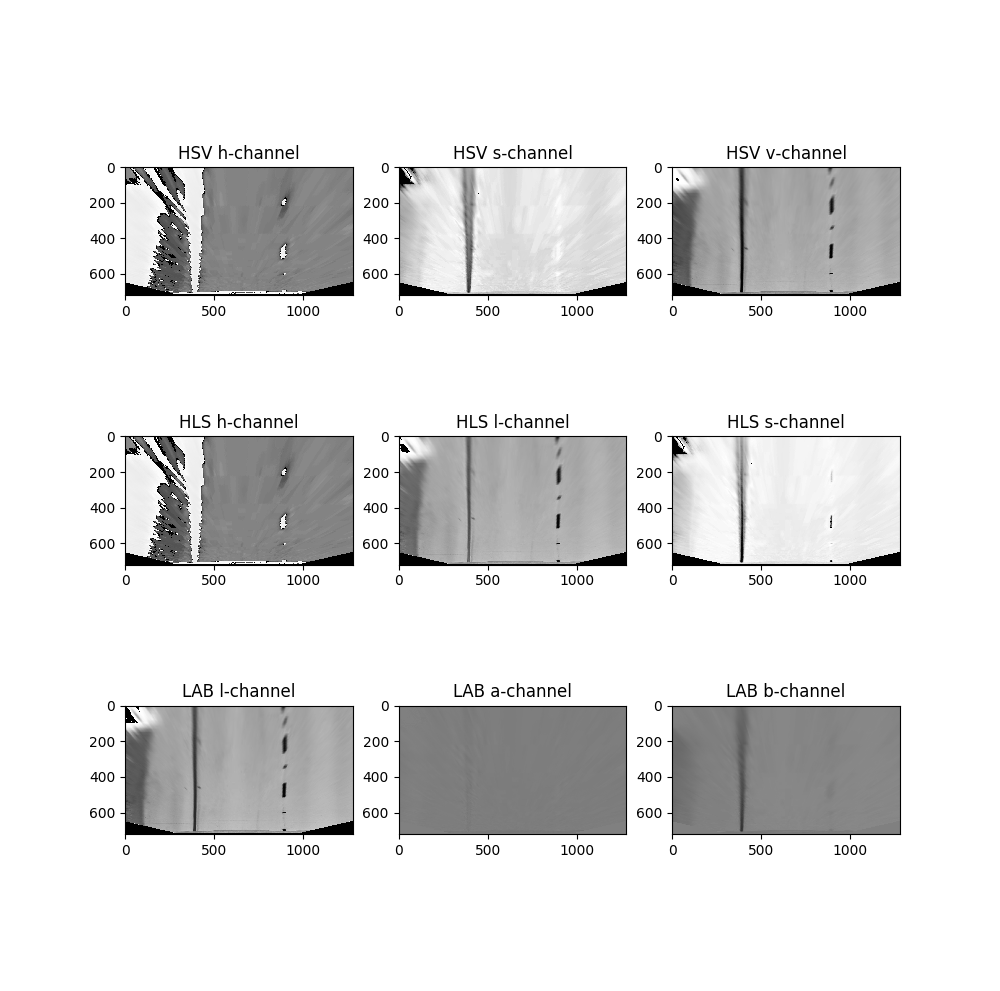 HSV h-channel HSV s-channel HSV v-channel
0 0 0
200 200 200
400 400 400
600 600 600
0 500 1000 0 500 1000 0 500 1000
HLS h-channel HLS l-channel HLS s-channel
0 0 0
200 200 200
400 400 400
600 600 600
0 500 1000 0 500 1000 0 500 1000
LAB l-channel LAB a-channel LAB b-channel
0 0 0
200 200 200
400 400 400
600 600 600
0 500 1000 0 500 1000 0 500 1000